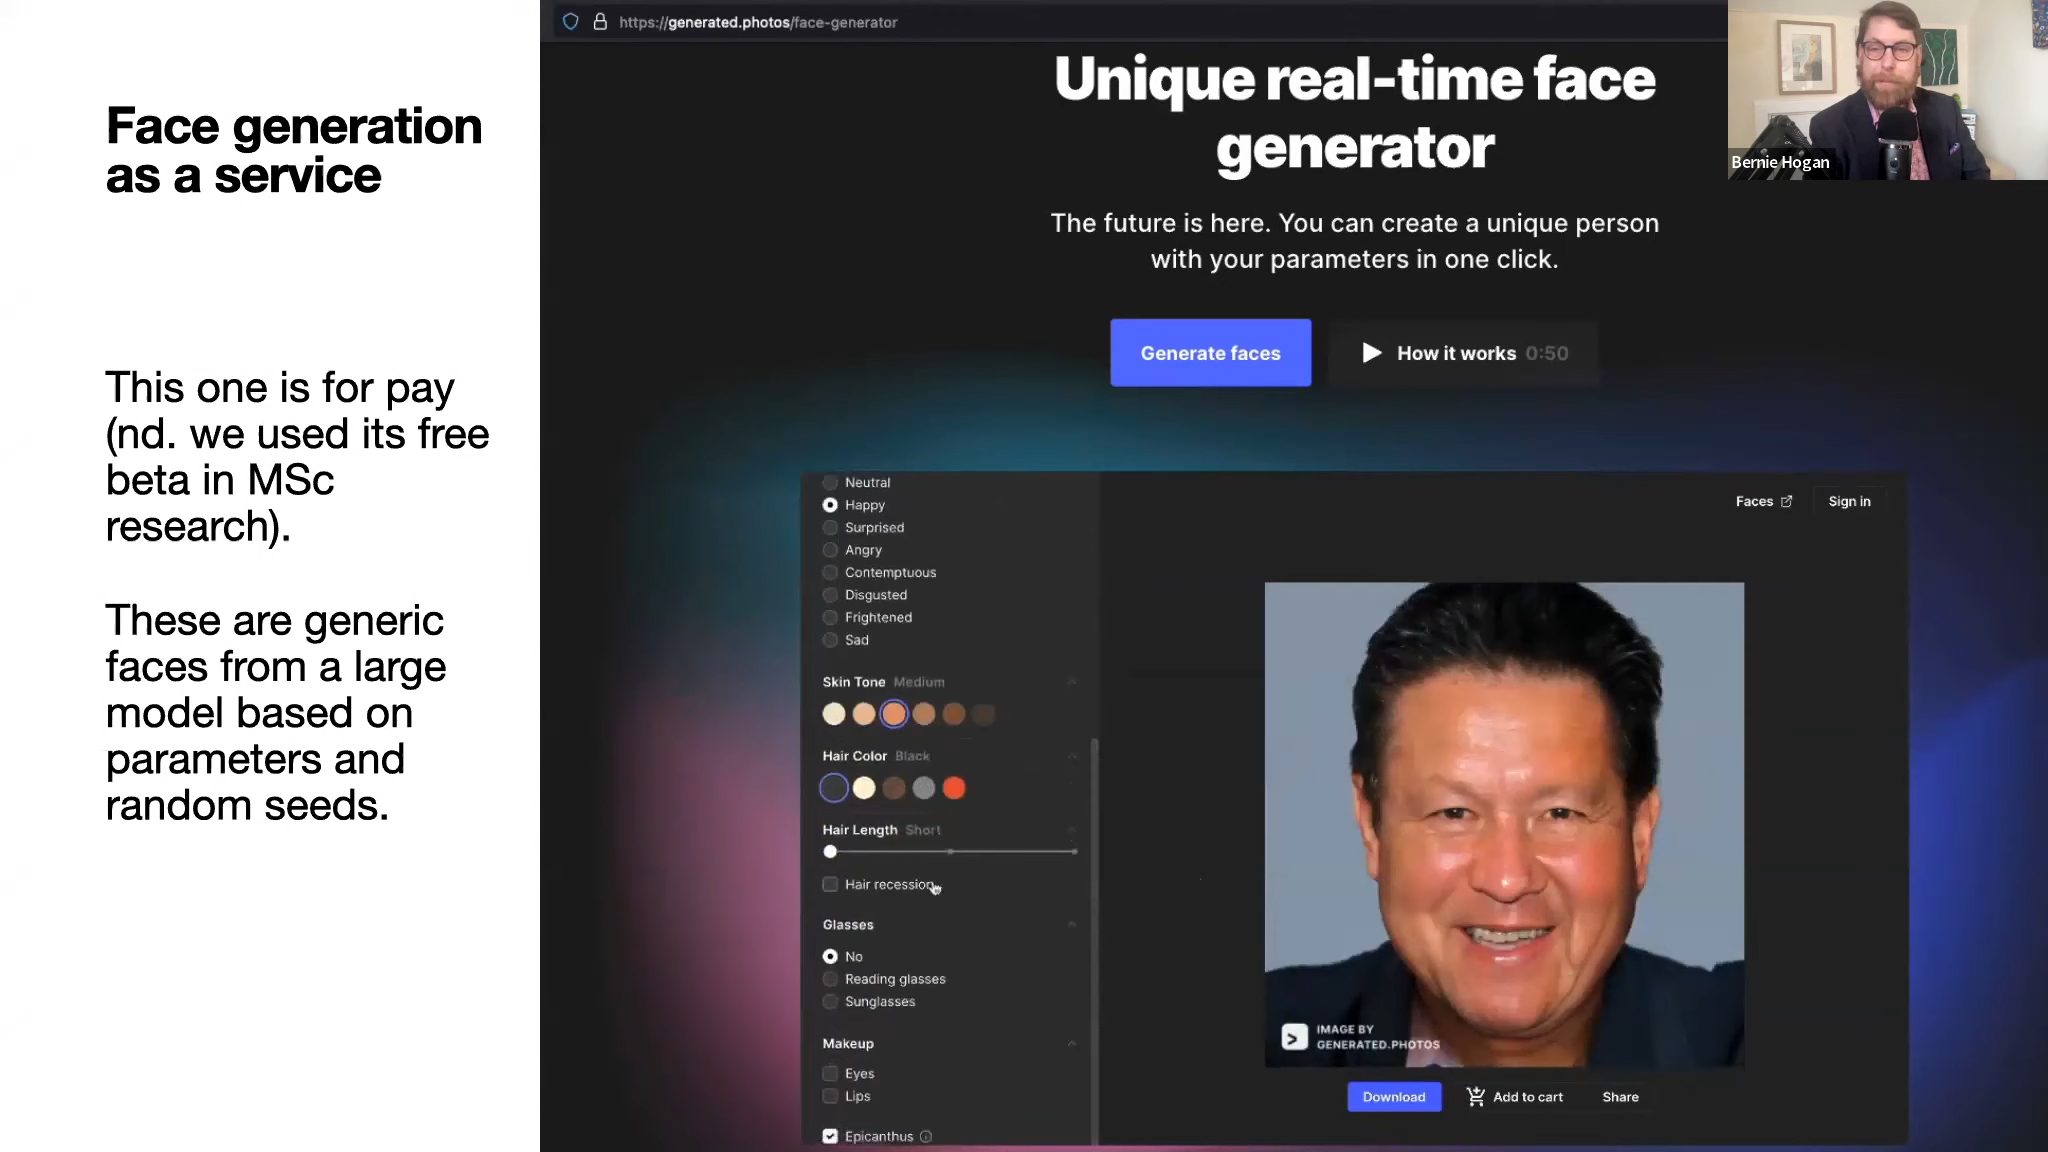 Face generation
as a service
This one is for pay
(nd. we used its free
beta in MSc
research).
These are generic
faces from a large
model based on
parameters and
random seeds.
https://generated.photos/face-generator
Unique real-time face
generator
The future is here. You can create a unique person
with your parameters in one click.
Generate faces
How it works 0:50
Bernie Hogan
Neutral
Happy
Surprised
Angry
Contemptuous
Disgusted
Frightened
Sad
Skin Tone Medium
Hair Color Black
Hair Length Short
Hair recession
Glasses
No
Reading glasses
Sunglasses
Makeup
Eyes
Lips
Epicanthus
Faces
Sign in
IMAGE BY
GENERATED.PHOTOS
Download
Add to cart
Share